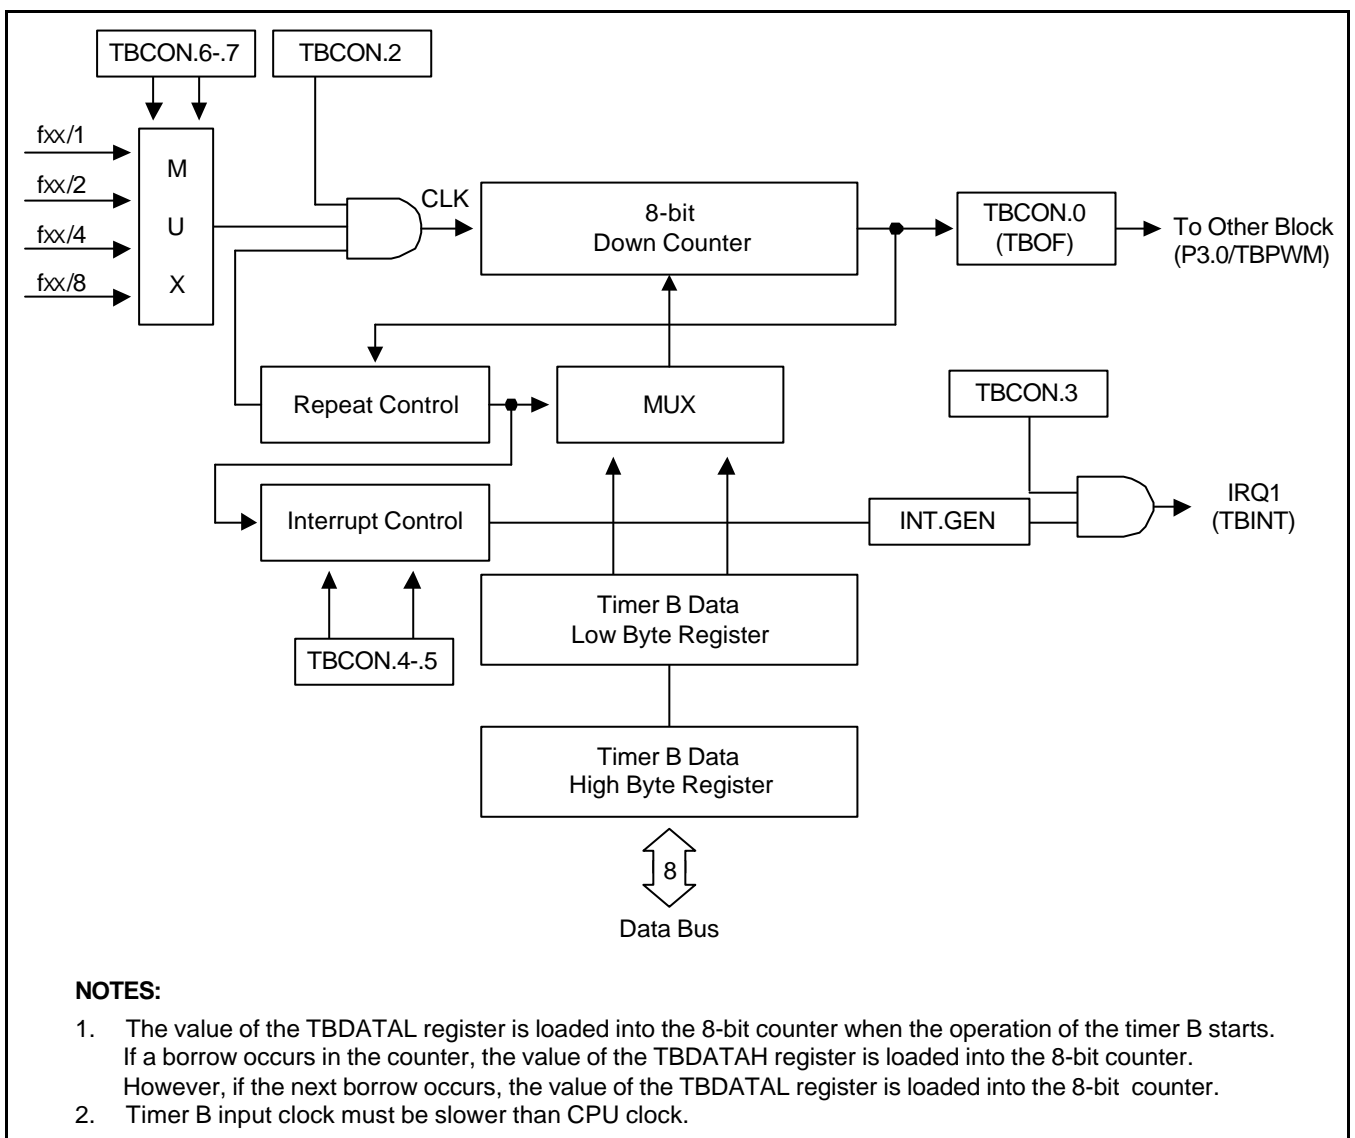 TBCON.6-.7
TBCON.2
fxx/1
fxx/2
fxx/4
fxx/8
M
U
X
CLK
8-bit
Down Counter
TBCON.0
(TBOF)
To Other Block
(P3.0/TBPWM)
Repeat Control
MUX
TBCON.3
Interrupt Control
INT.GEN
IRQ1
(TBINT)
Timer B Data
Low Byte Register
TBCON.4-.5
Timer B Data
High Byte Register
8
Data Bus
NOTES:
1. The value of the TBDATAL register is loaded into the 8-bit counter when the operation of the timer B starts.
If a borrow occurs in the counter, the value of the TBDATAH register is loaded into the 8-bit counter.
However, if the next borrow occurs, the value of the TBDATAL register is loaded into the 8-bit counter.
2. Timer B input clock must be slower than CPU clock.